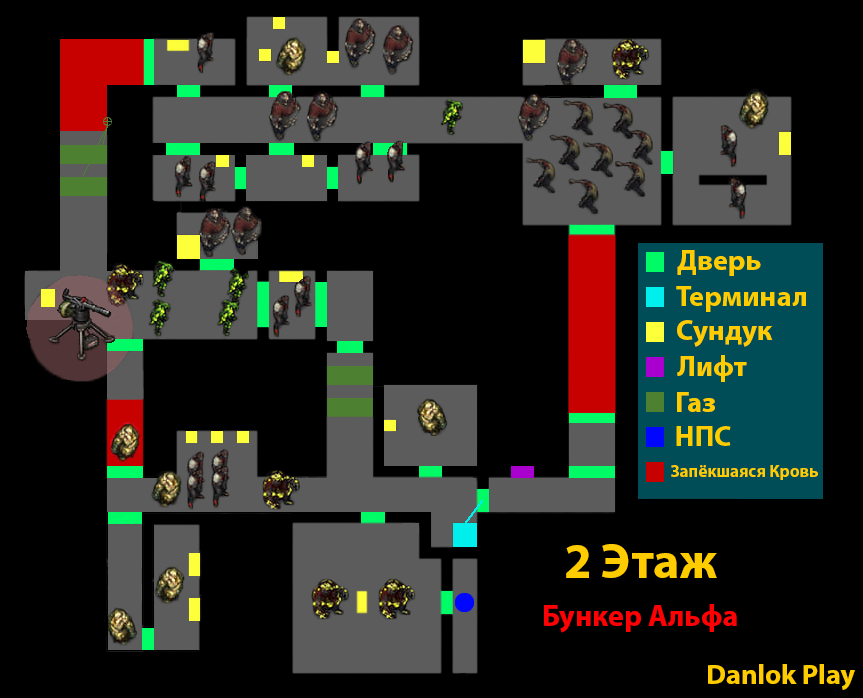 Дверь
Терминал
Сундук
Лифт
Газ
НПС
Запёкшаяся Кровь
2 Этаж
Бункер Альфа
Danlok Play